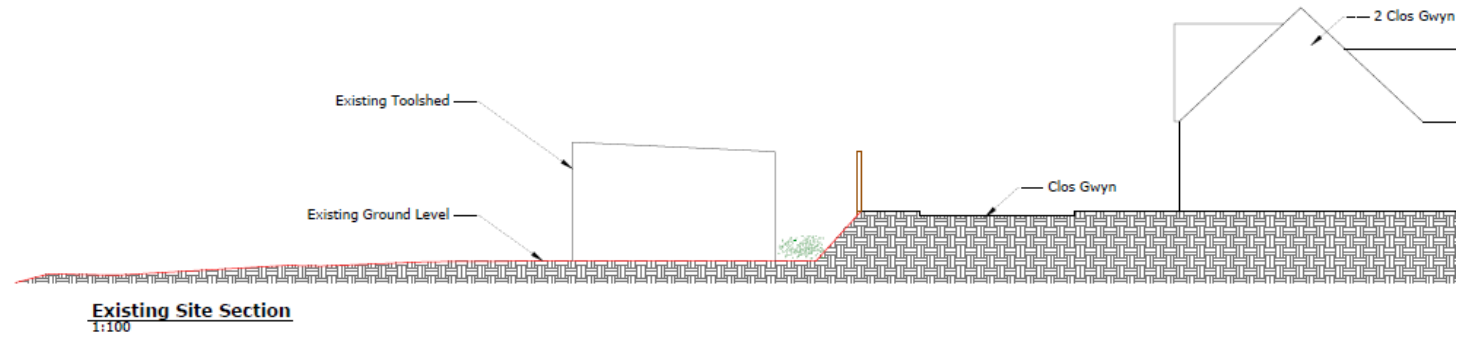 2 Clos Gwyn
Existing Toolshed
Clos Gwyn
Existing Ground Level
Existing Site Section
1:100